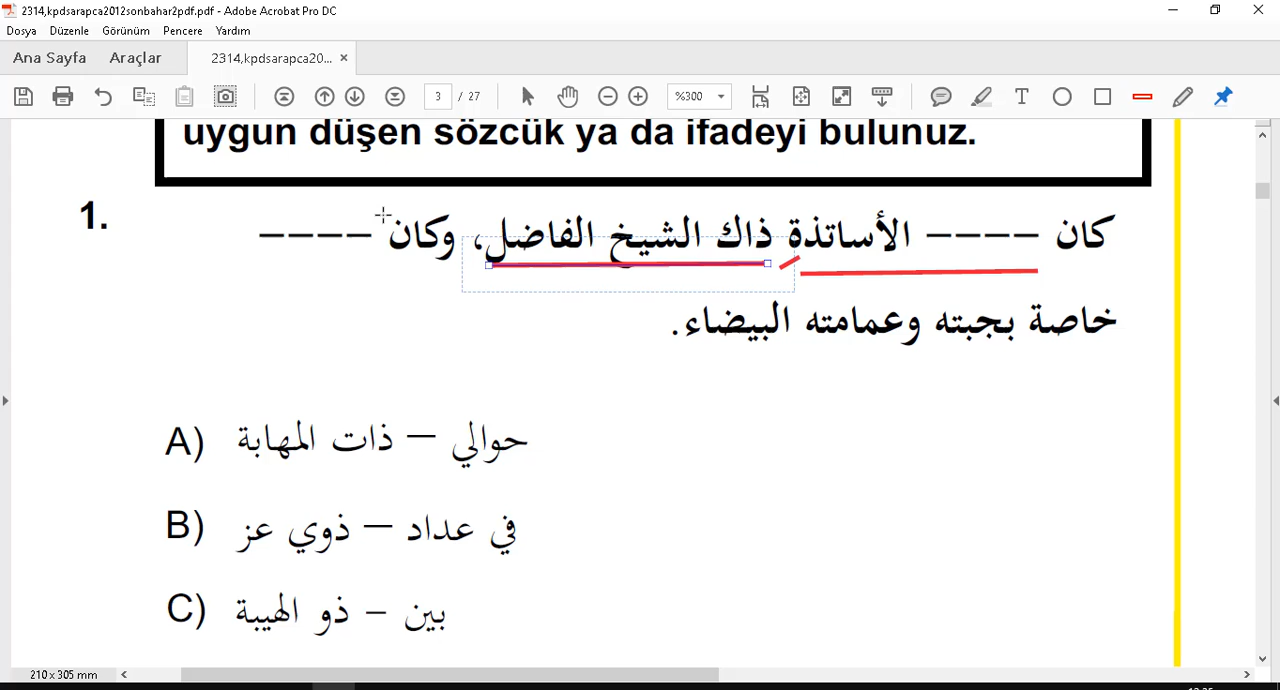 2314,kpdsarapca2012sonbahar2pdf.pdf - Adobe Acrobat Pro DC
Dosya Düzenle Görünüm Pencere Yardım
Ana Sayfa Araçlar 2314,kpdsarapca20... ×
3 / 27 %300
uygun düşen sözcük ya da ifadeyi bulunuz.
1. كان ---- الأساتذة ذاك الشيخ الفاضل، وكان ----
خاصة بجبته وعمامته البيضاء.
A) حوالي – ذات المهابة
B) في عداد – ذوي عز
C) بين – ذو الهيبة
210 x 305 mm